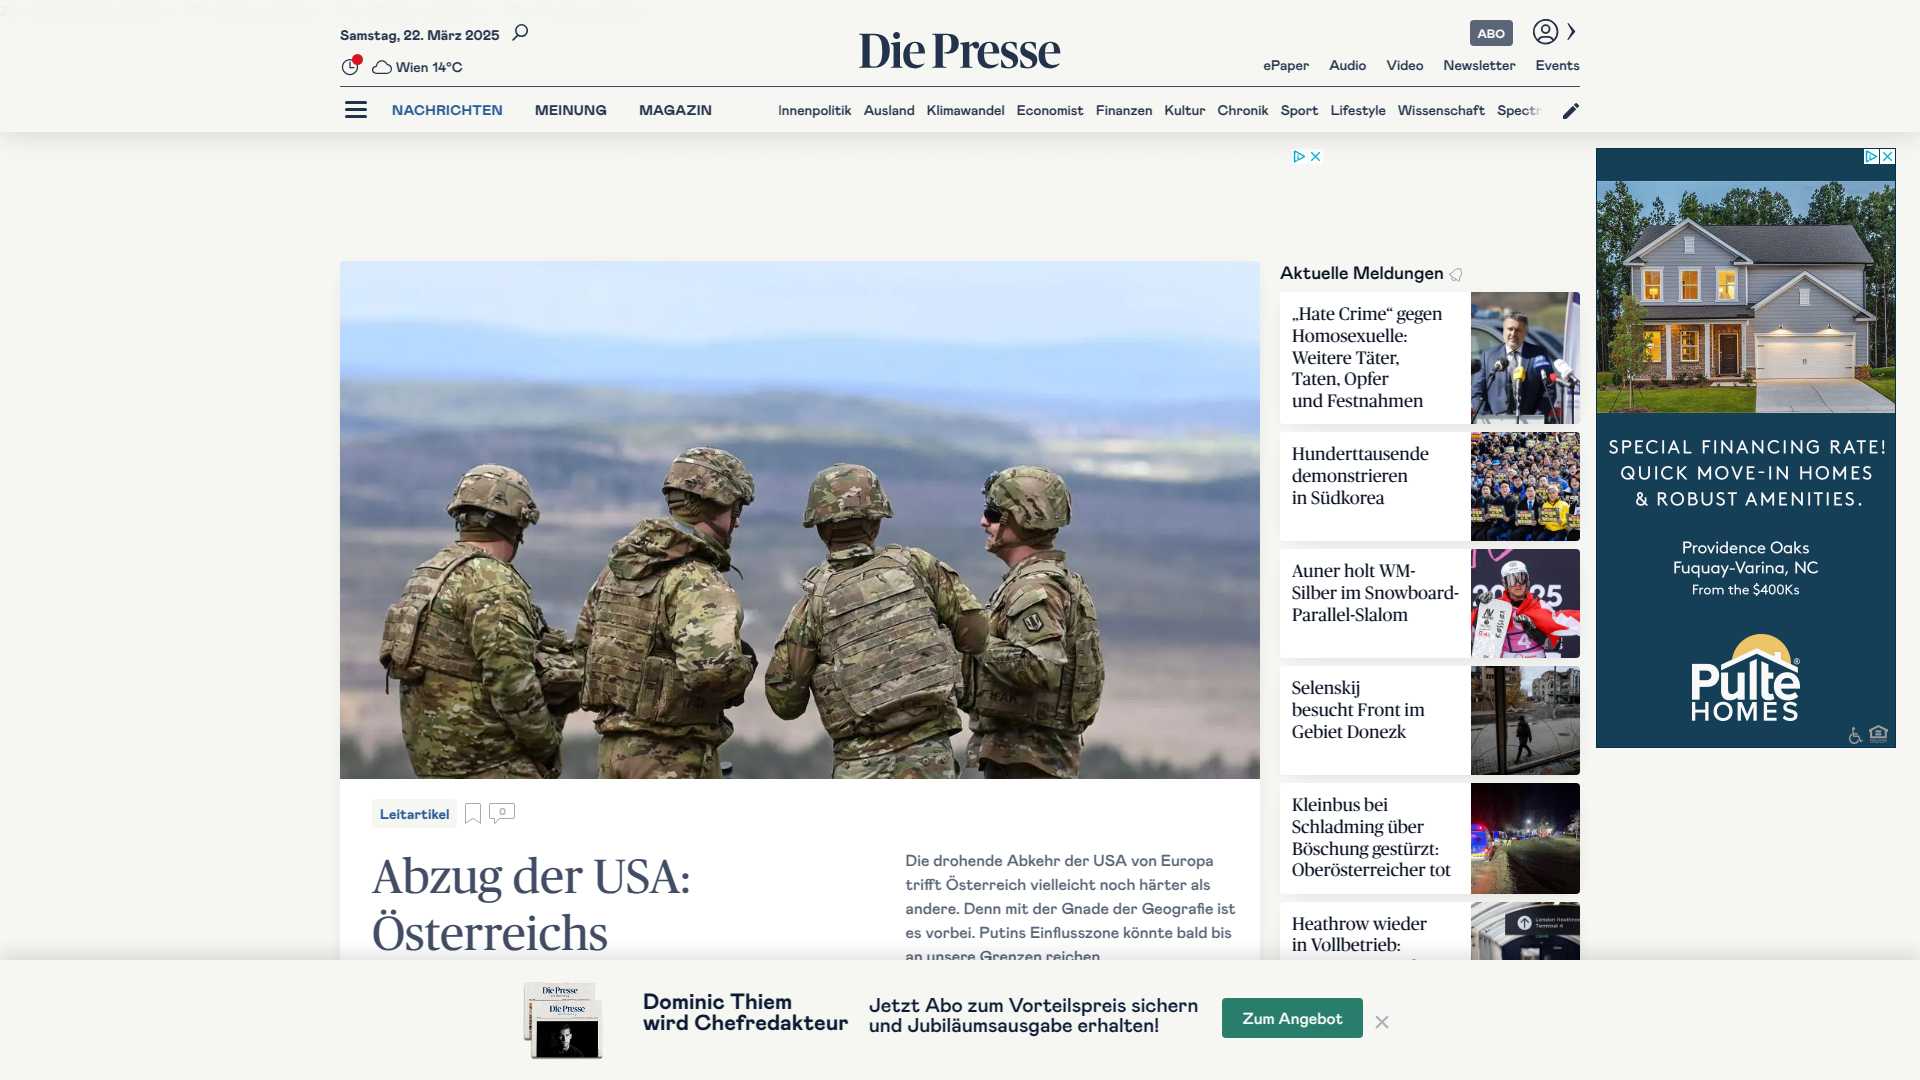 Samstag, 22. März 2025
Wien 14°C
Die Presse
ABO
ePaper Audio Video Newsletter Events
NACHRICHTEN MEINUNG MAGAZIN
Innenpolitik Ausland Klimawandel Economist Finanzen Kultur Chronik Sport Lifestyle Wissenschaft Spectr
Leitartikel
0
Abzug der USA:
Österreichs
Die drohende Abkehr der USA von Europa
trifft Österreich vielleicht noch härter als
andere. Denn mit der Gnade der Geografie ist
es vorbei. Putins Einflusszone könnte bald bis
an unsere Grenzen reichen.
Aktuelle Meldungen
„Hate Crime“ gegen
Homosexuelle:
Weitere Täter,
Taten, Opfer
und Festnahmen
Hunderttausende
demonstrieren
in Südkorea
Auner holt WM-
Silber im Snowboard-
Parallel-Slalom
Selenskij
besucht Front im
Gebiet Donezk
Kleinbus bei
Schladming über
Böschung gestürzt:
Oberösterreicher tot
Heathrow wieder
in Vollbetrieb:
SPECIAL FINANCING RATE!
QUICK MOVE-IN HOMES
& ROBUST AMENITIES.
Providence Oaks
Fuquay-Varina, NC
From the $400Ks
Pulte®
HOMES
Die Presse
Die Presse
Dominic Thiem
wird Chefredakteur
Jetzt Abo zum Vorteilspreis sichern
und Jubiläumsausgabe erhalten!
Zum Angebot